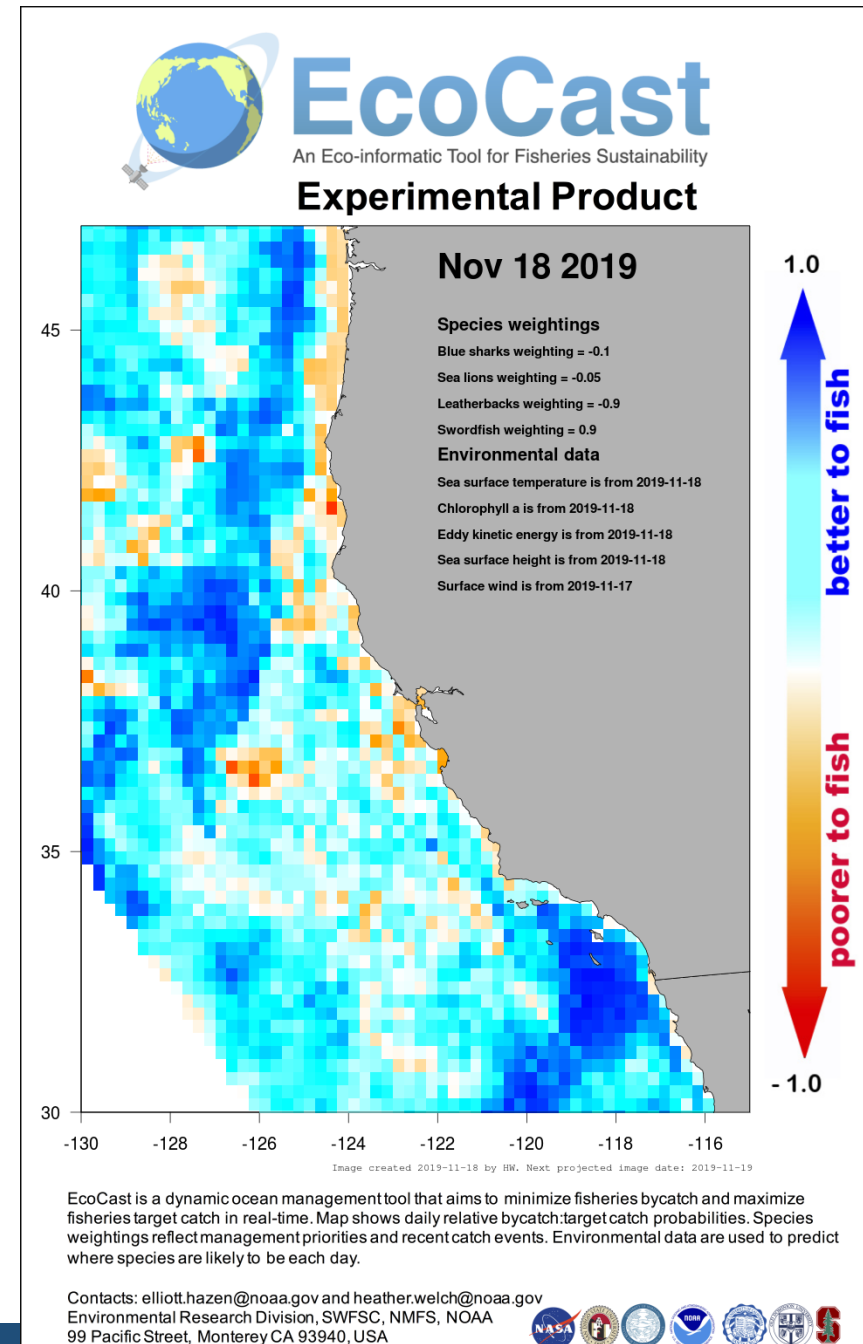 EcoCast
An Eco-informatic Tool for Fisheries Sustainability
Experimental Product
Nov 18 2019
Species weightings
Blue sharks weighting = -0.1
Sea lions weighting = -0.05
Leatherbacks weighting = -0.9
Swordfish weighting = 0.9
Environmental data
Sea surface temperature is from 2019-11-18
Chlorophyll a is from 2019-11-18
Eddy kinetic energy is from 2019-11-18
Sea surface height is from 2019-11-18
Surface wind is from 2019-11-17
1.0
better to fish
poorer to fish
- 1.0
45
40
35
30
-130 -128 -126 -124 -122 -120 -118 -116
Image created 2019-11-18 by HW. Next projected image date: 2019-11-19
EcoCast is a dynamic ocean management tool that aims to minimize fisheries bycatch and maximize
fisheries target catch in real-time. Map shows daily relative bycatch:target catch probabilities. Species
weightings reflect management priorities and recent catch events. Environmental data are used to predict
where species are likely to be each day.
Contacts: elliott.hazen@noaa.gov and heather.welch@noaa.gov
Environmental Research Division, SWFSC, NMFS, NOAA
99 Pacific Street, Monterey CA 93940, USA
NASA
NOAA